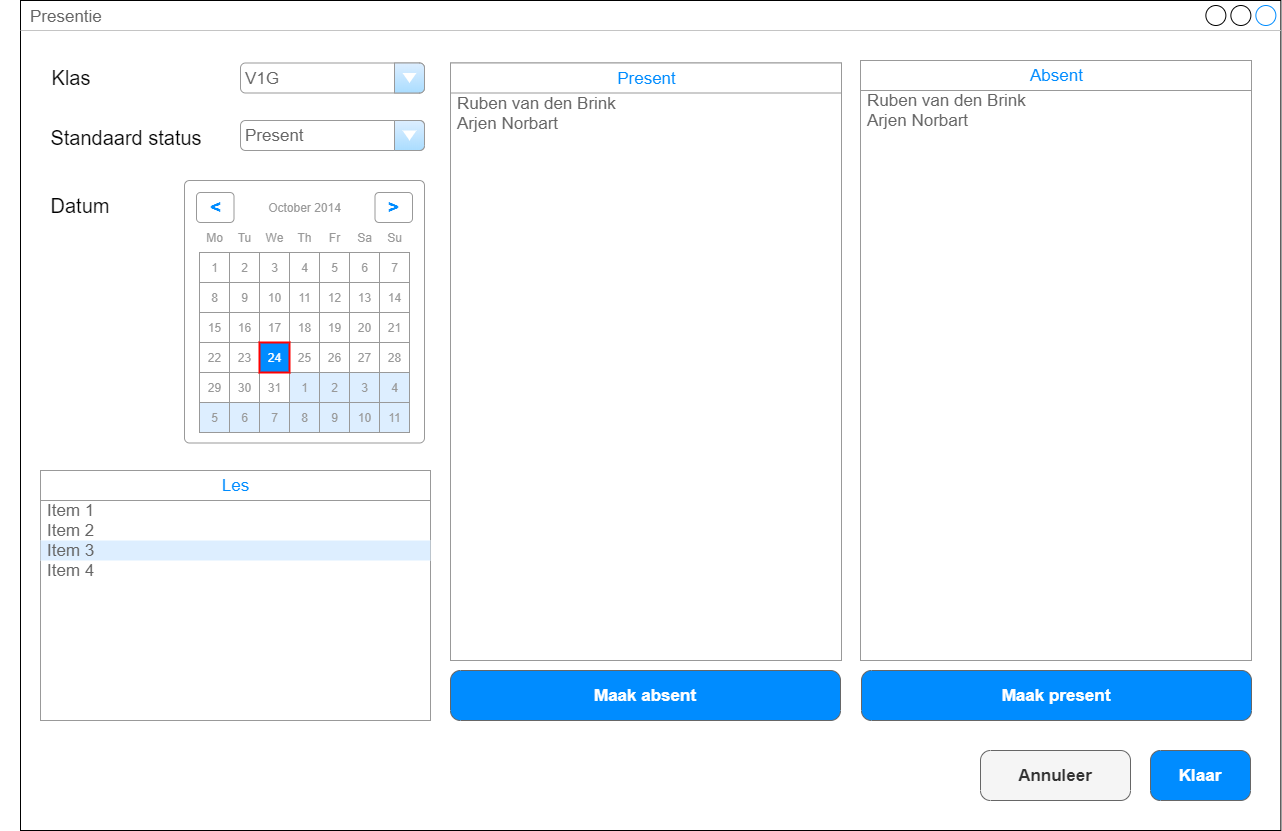 Presentie
Klas
V1G
Standaard status
Present
Datum
< October 2014 >
Mo Tu We Th Fr Sa Su
1 2 3 4 5 6 7
8 9 10 11 12 13 14
15 16 17 18 19 20 21
22 23 24 25 26 27 28
29 30 31 1 2 3 4
5 6 7 8 9 10 11
Les
Item 1
Item 2
Item 3
Item 4
Present
Ruben van den Brink
Arjen Norbart
Maak absent
Absent
Ruben van den Brink
Arjen Norbart
Maak present
Annuleer
Klaar